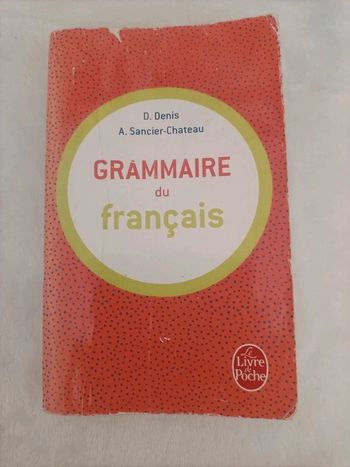 D. Denis
A. Sancier-Chateau
GRAMMAIRE
du
français
Le
Livre
de
Poche